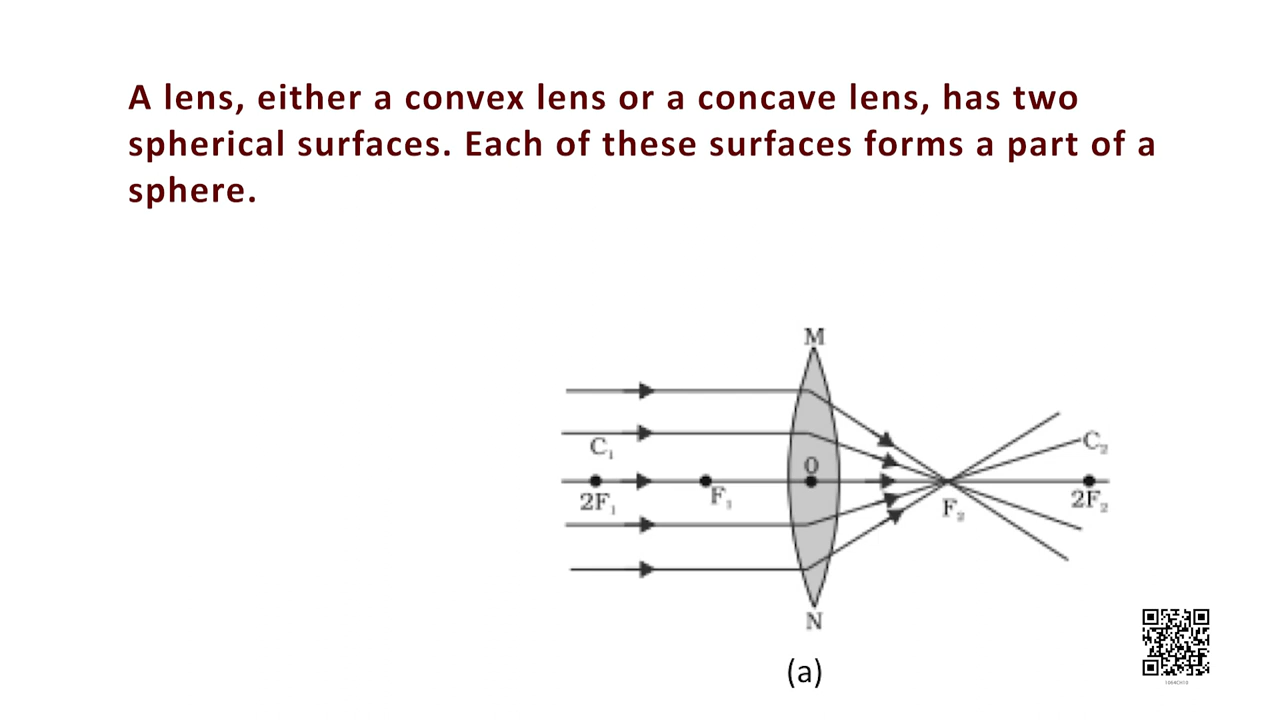 A lens, either a convex lens or a concave lens, has two
spherical surfaces. Each of these surfaces forms a part of a
sphere.
M
C₁
C₂
O
2F₁
F₁
F₂
2F₂
N
(a)